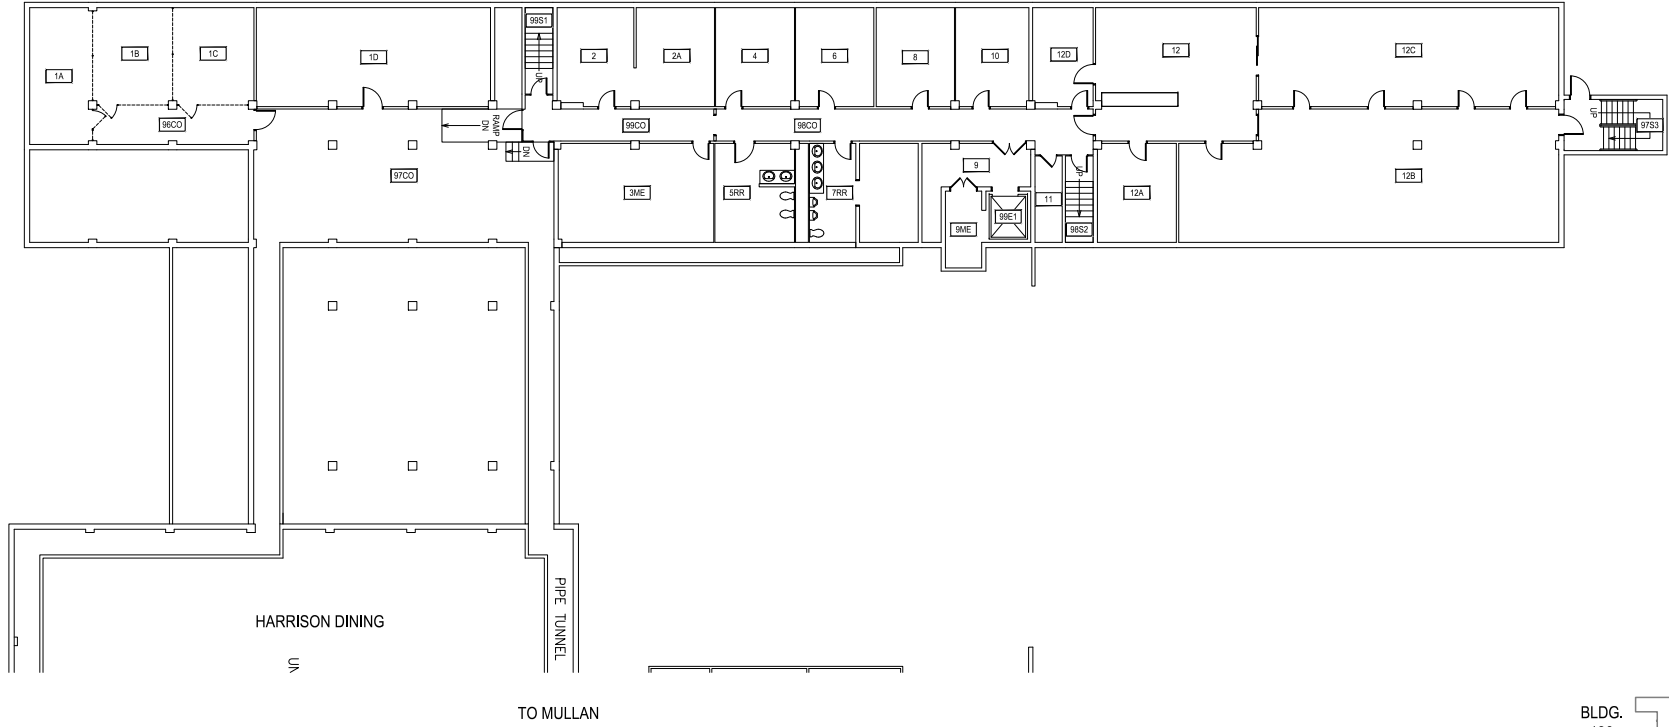 99S1
1A
1B
1C
1D
2
2A
4
6
8
10
12D
12
12C
UP
96CO
RAMP
DN
99CO
98CO
UP
97S3
DN
97CO
3ME
5RR
7RR
9
9ME
99E1
11
UP
98S2
12A
12B
PIPE TUNNEL
HARRISON DINING
UN
TO MULLAN
BLDG.